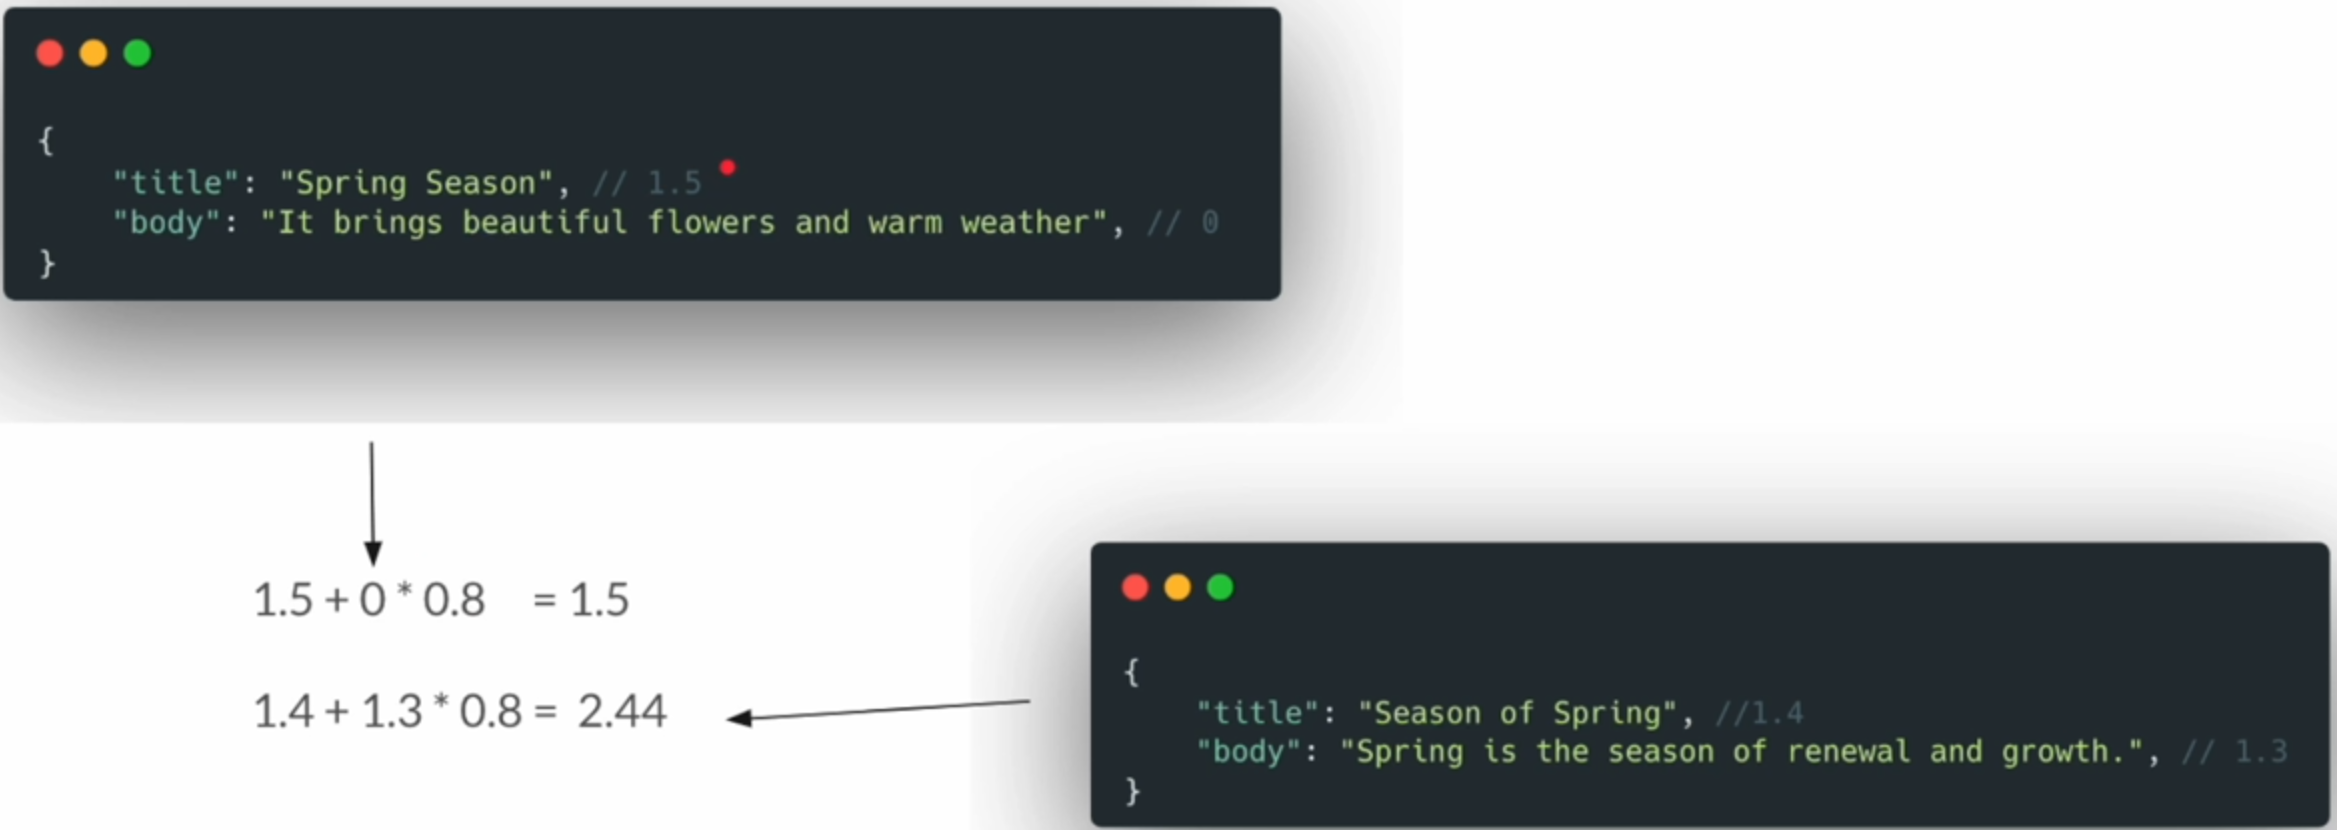 {
"title": "Spring Season", // 1.5
"body": "It brings beautiful flowers and warm weather", // 0
}
1.5 + 0 * 0.8 = 1.5
1.4 + 1.3 * 0.8 = 2.44
{
"title": "Season of Spring", //1.4
"body": "Spring is the season of renewal and growth.", // 1.3
}